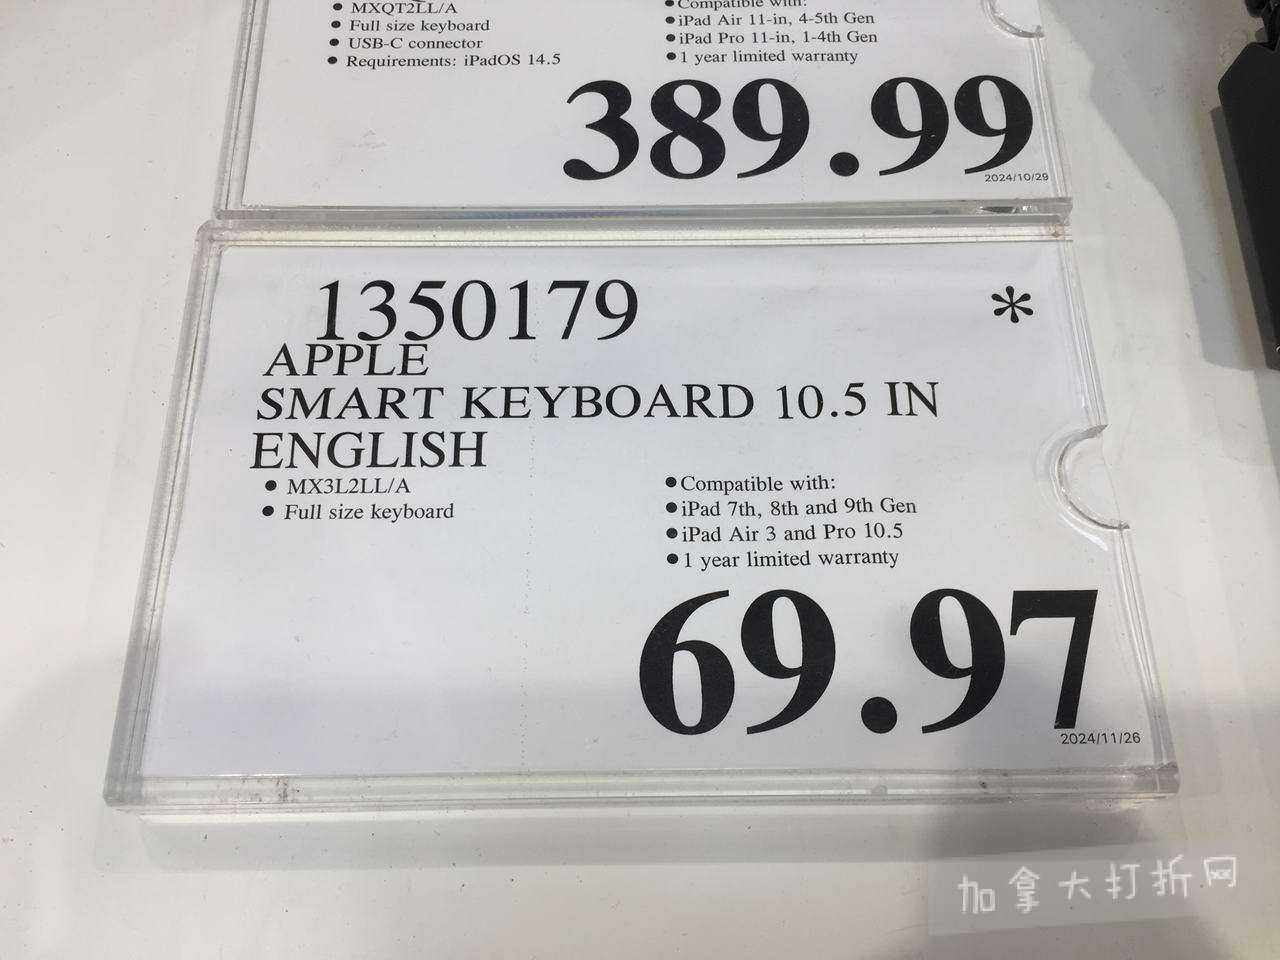 MXQT2LL/A
Full size keyboard
USB-C connector
Requirements: iPadOS 14.5
Compatible with:
iPad Air 11-in, 4-5th Gen
iPad Pro 11-in, 1-4th Gen
1 year limited warranty
389.99
2024/10/29
1350179 *
APPLE
SMART KEYBOARD 10.5 IN
ENGLISH
MX3L2LL/A
Full size keyboard
Compatible with:
iPad 7th, 8th and 9th Gen
iPad Air 3 and Pro 10.5
1 year limited warranty
69.97
2024/11/26
加拿大打折网